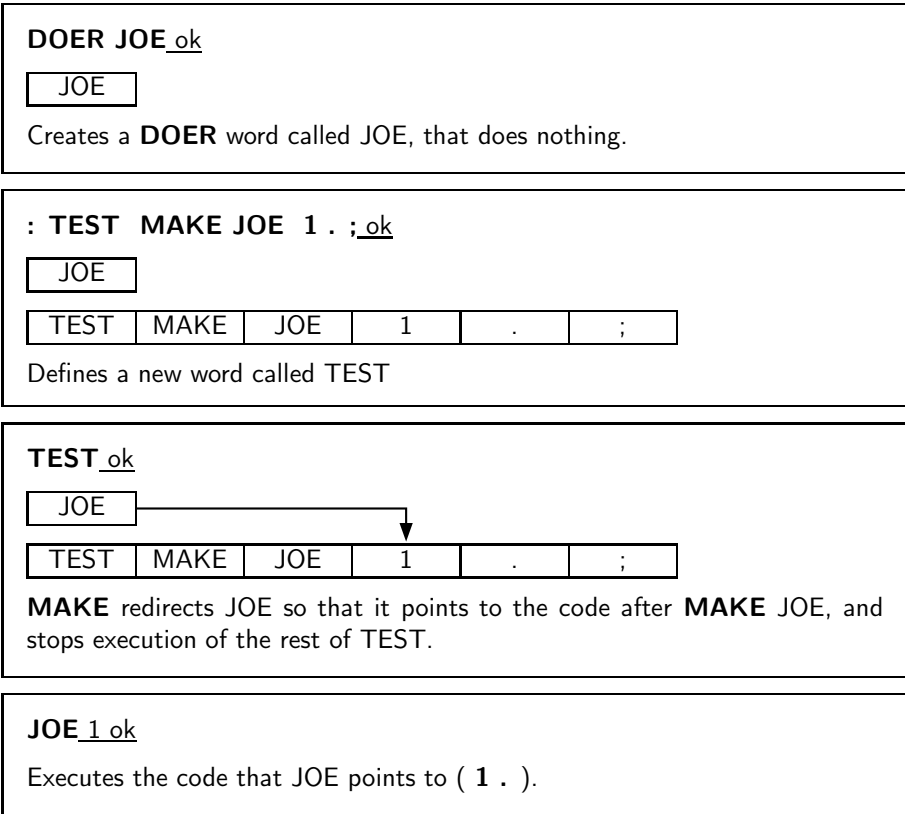 DOER JOE ok
JOE
Creates a DOER word called JOE, that does nothing.
: TEST MAKE JOE 1 . ; ok
JOE
TEST MAKE JOE 1 . ;
Defines a new word called TEST
TEST ok
JOE
TEST MAKE JOE 1 . ;
MAKE redirects JOE so that it points to the code after MAKE JOE, and
stops execution of the rest of TEST.
JOE 1 ok
Executes the code that JOE points to ( 1 . ).